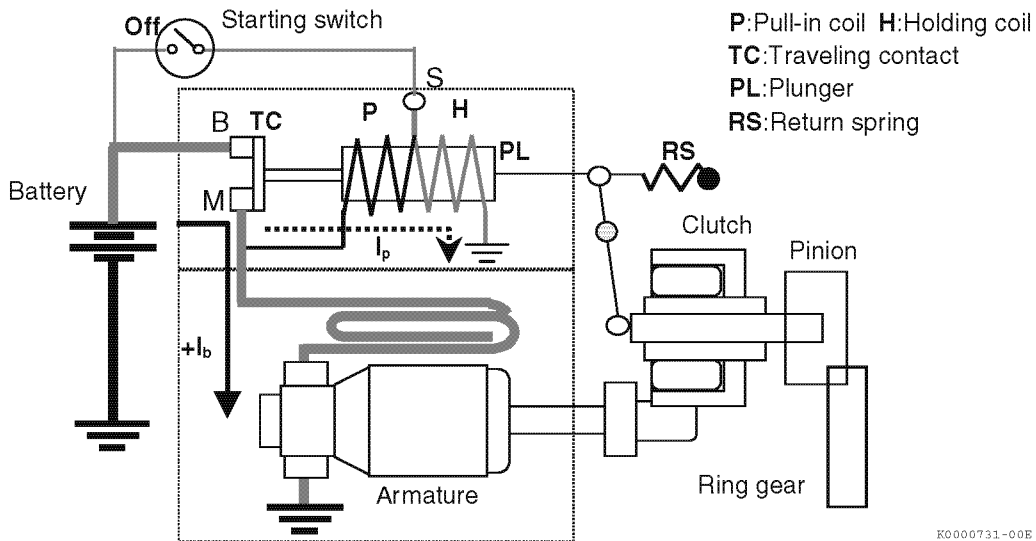 Off
Starting switch
P:Pull-in coil H:Holding coil
TC:Traveling contact
PL:Plunger
RS:Return spring
S
P
H
B
TC
PL
RS
Battery
M
Ip
Clutch
Pinion
+Ib
Armature
Ring gear
K0000731-00E